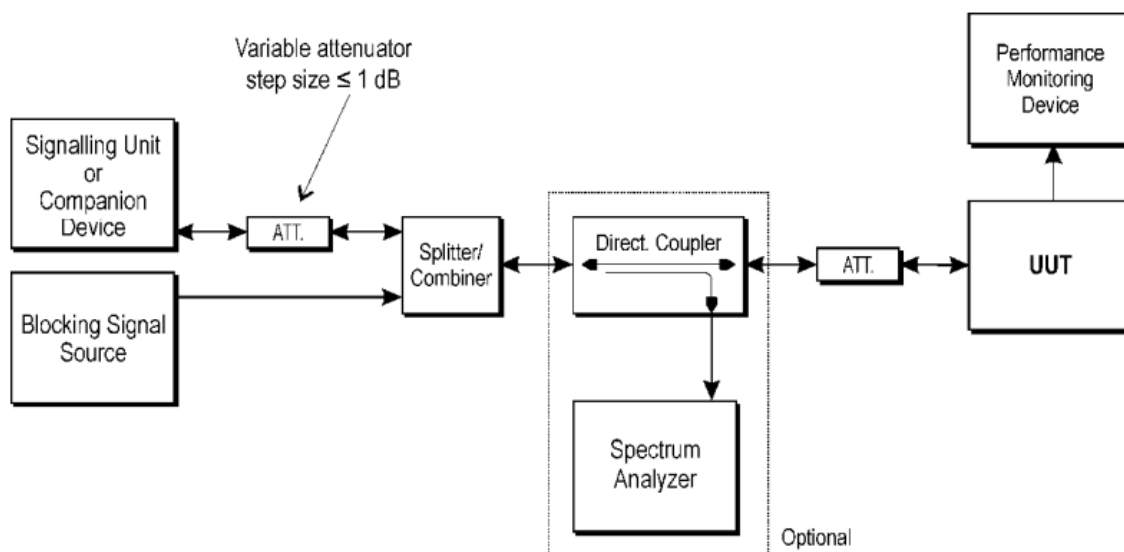 Variable attenuator
step size ≤ 1 dB
Signalling Unit
or
Companion
Device
ATT.
Splitter/
Combiner
Blocking Signal
Source
Direct. Coupler
Spectrum
Analyzer
Optional
ATT.
UUT
Performance
Monitoring
Device